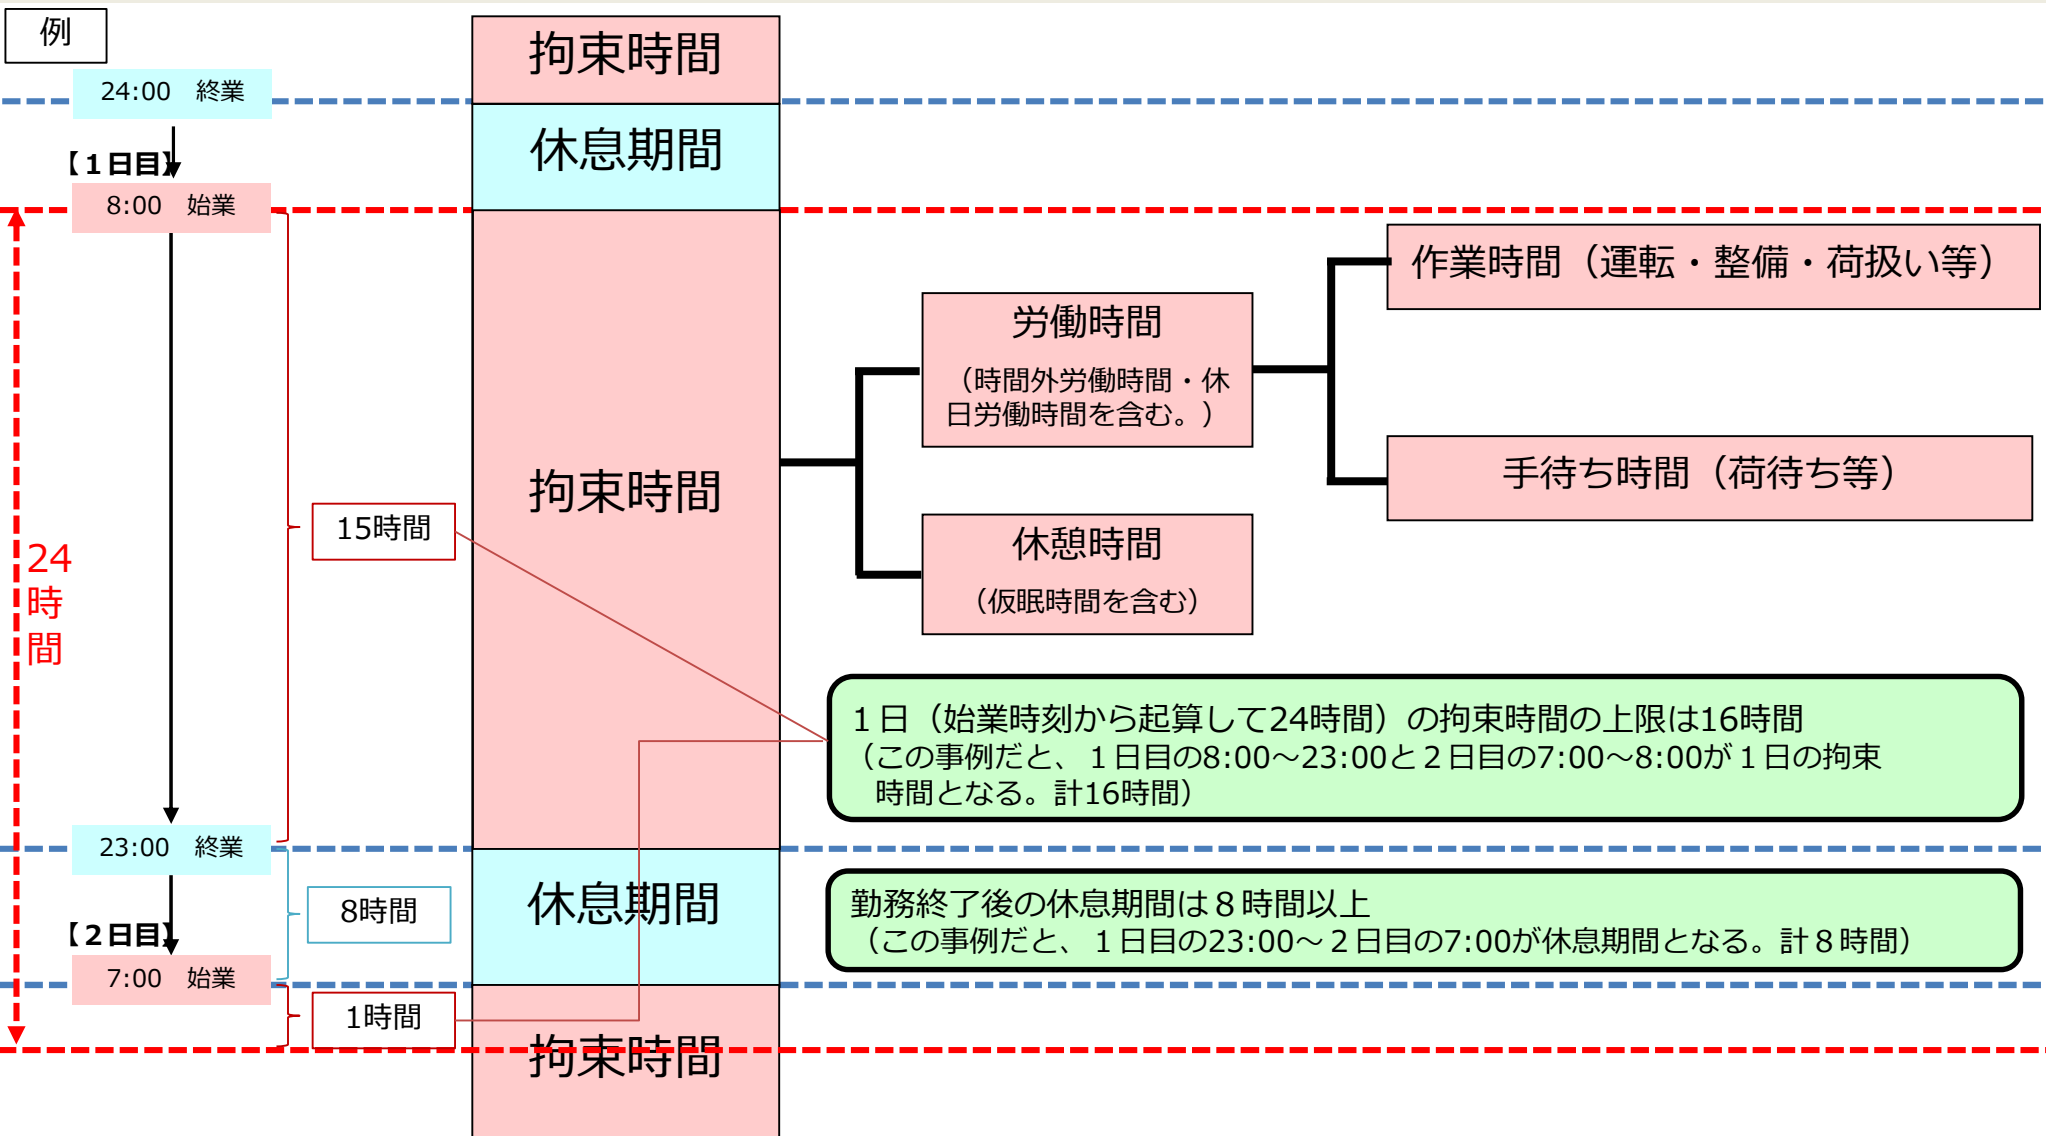 例
24:00　終業
【１日目】
8:00　始業
24
時
間
15時間
23:00　終業
8時間
【２日目】
7:00　始業
1時間
拘束時間
休息期間
拘束時間
休息期間
拘束時間
労働時間
（時間外労働時間・休
日労働時間を含む。）
休憩時間
（仮眠時間を含む）
作業時間（運転・整備・荷扱い等）
手待ち時間（荷待ち等）
１日（始業時刻から起算して24時間）の拘束時間の上限は16時間
（この事例だと、１日目の8:00～23:00と２日目の7:00～8:00が１日の拘束
時間となる。計16時間）
勤務終了後の休息期間は８時間以上
（この事例だと、１日目の23:00～２日目の7:00が休息期間となる。計８時間）